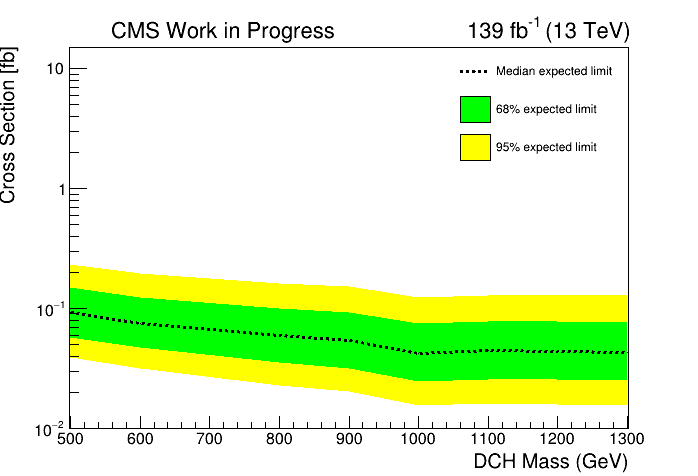 CMS Work in Progress 139 fb⁻¹ (13 TeV)
Cross Section [fb]
10
1
10⁻¹
10⁻²
Median expected limit
68% expected limit
95% expected limit
500 600 700 800 900 1000 1100 1200 1300
DCH Mass (GeV)